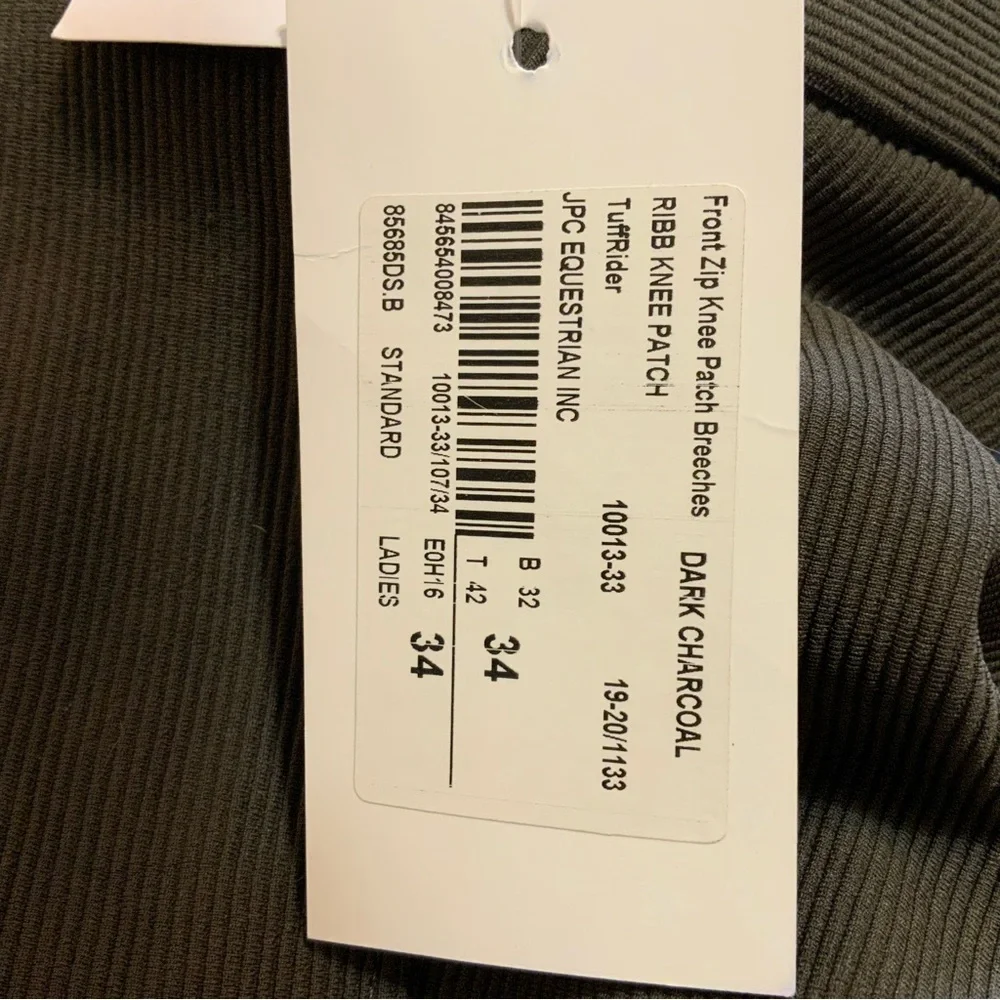 Front Zip Knee Patch Breeches DARK CHARCOAL
RIBB KNEE PATCH
TuffRider 10013-33 19-20/1133
JPC EQUESTRIAN INC
B 32 34
T 42
845654008473 10013-33/107/34 E0H16 34
85685DS.B STANDARD LADIES